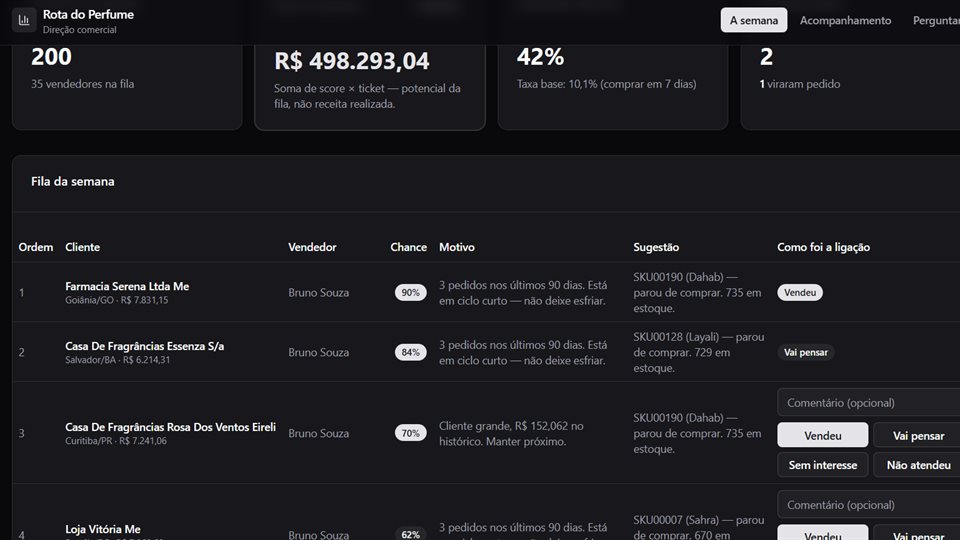 Rota do Perfume
Direção comercial
A semana
Acompanhamento
Perguntar
200
35 vendedores na fila
R$ 498.293,04
Soma de score × ticket — potencial da
fila, não receita realizada.
42%
Taxa base: 10,1% (comprar em 7 dias)
2
1 viraram pedido
Fila da semana
Ordem Cliente Vendedor Chance Motivo Sugestão Como foi a ligação
1
Farmacia Serena Ltda Me
Goiânia/GO · R$ 7.831,15
Bruno Souza
90%
3 pedidos nos últimos 90 dias. Está
em ciclo curto — não deixe esfriar.
SKU00190 (Dahab) —
parou de comprar. 735 em
estoque.
Vendeu
2
Casa De Fragrâncias Essenza S/a
Salvador/BA · R$ 6.214,31
Bruno Souza
84%
3 pedidos nos últimos 90 dias. Está
em ciclo curto — não deixe esfriar.
SKU00128 (Layali) — parou
de comprar. 729 em
estoque.
Vai pensar
3
Casa De Fragrâncias Rosa Dos Ventos Eireli
Curitiba/PR · R$ 7.241,06
Bruno Souza
70%
Cliente grande, R$ 152,062 no
histórico. Manter próximo.
SKU00190 (Dahab) —
parou de comprar. 735 em
estoque.
Comentário (opcional)
Vendeu
Vai pensar
Sem interesse
Não atendeu
4
Loja Vitória Me
Bruno Souza
62%
3 pedidos nos últimos 90 dias. Está
SKU00007 (Sahra) — parou
de comprar. 670 em
Comentário (opcional)
Vendeu
Vai pensar